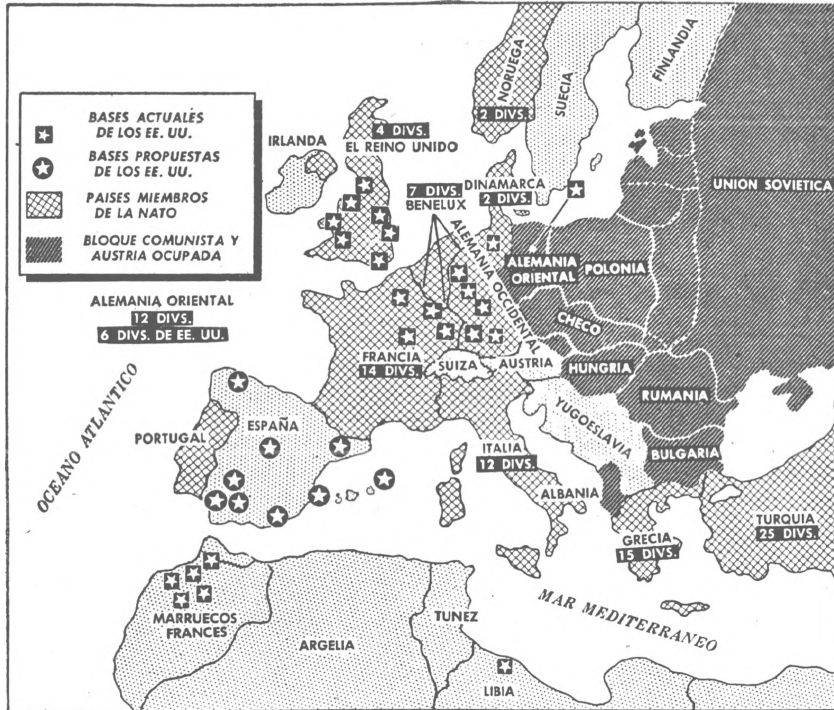 BASES ACTUALES
DE LOS EE. UU.
BASES PROPUESTAS
DE LOS EE. UU.
PAISES MIEMBROS
DE LA NATO
BLOQUE COMUNISTA Y
AUSTRIA OCUPADA
ALEMANIA ORIENTAL
12 DIVS.
6 DIVS. DE EE. UU.
OCEANO ATLANTICO
IRLANDA
4 DIVS.
EL REINO UNIDO
NORUEGA
2 DIVS.
SUECIA
FINLANDIA
7 DIVS.
BENELUX
DINAMARCA
2 DIVS.
UNION SOVIETICA
ALEMANIA
ORIENTAL
POLONIA
ALEMANIA OCCIDENTAL
CHECO
FRANCIA
14 DIVS.
SUIZA
AUSTRIA
HUNGRIA
RUMANIA
YUGOESLAVIA
BULGARIA
PORTUGAL
ESPAÑA
ITALIA
12 DIVS.
ALBANIA
GRECIA
15 DIVS.
TURQUIA
25 DIVS.
MAR MEDITERRANEO
MARRUECOS
FRANCES
ARGELIA
TUNEZ
LIBIA